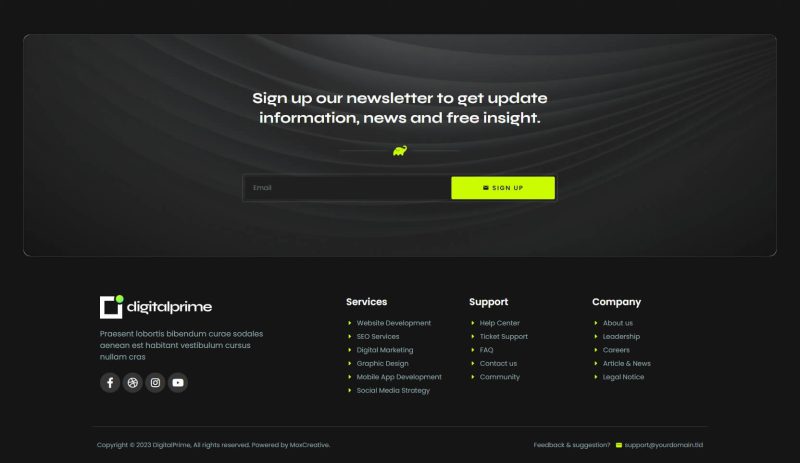 Sign up our newsletter to get update
information, news and free insight.
Email
SIGN UP
digitalprime
Praesent lobortis bibendum curae sodales
aenean est habitant vestibulum cursus
nullam cras
Services
Website Development
SEO Services
Digital Marketing
Graphic Design
Mobile App Development
Social Media Strategy
Support
Help Center
Ticket Support
FAQ
Contact us
Community
Company
About us
Leadership
Careers
Article & News
Legal Notice
Copyright © 2023 DigitalPrime, All rights reserved. Powered by MoxCreative.
Feedback & suggestion? support@yourdomain.tld